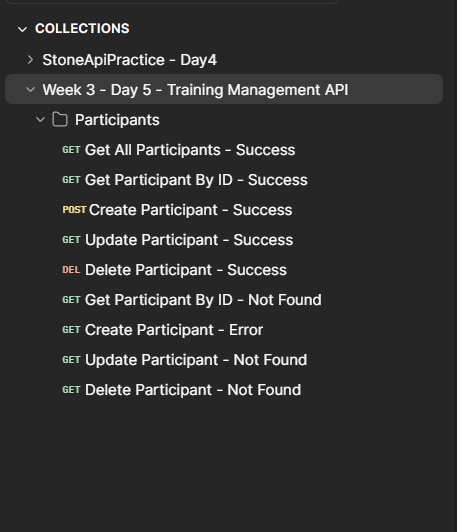 COLLECTIONS
StoneApiPractice - Day4
Week 3 - Day 5 - Training Management API
Participants
GET Get All Participants - Success
GET Get Participant By ID - Success
POST Create Participant - Success
GET Update Participant - Success
DEL Delete Participant - Success
GET Get Participant By ID - Not Found
GET Create Participant - Error
GET Update Participant - Not Found
GET Delete Participant - Not Found